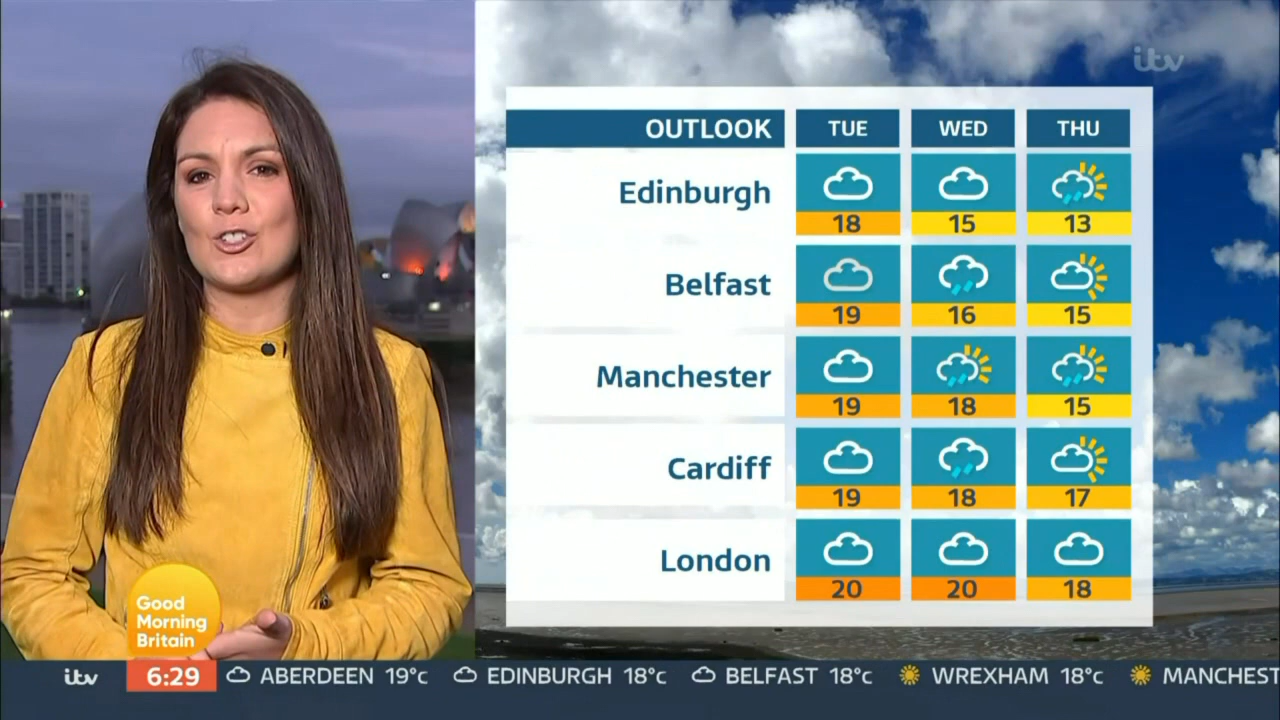 itv
OUTLOOK TUE WED THU
Edinburgh 18 15 13
Belfast 19 16 15
Manchester 19 18 15
Cardiff 19 18 17
London 20 20 18
Good
Morning
Britain
itv 6:29 ABERDEEN 19°c EDINBURGH 18°c BELFAST 18°c WREXHAM 18°c MANCHEST